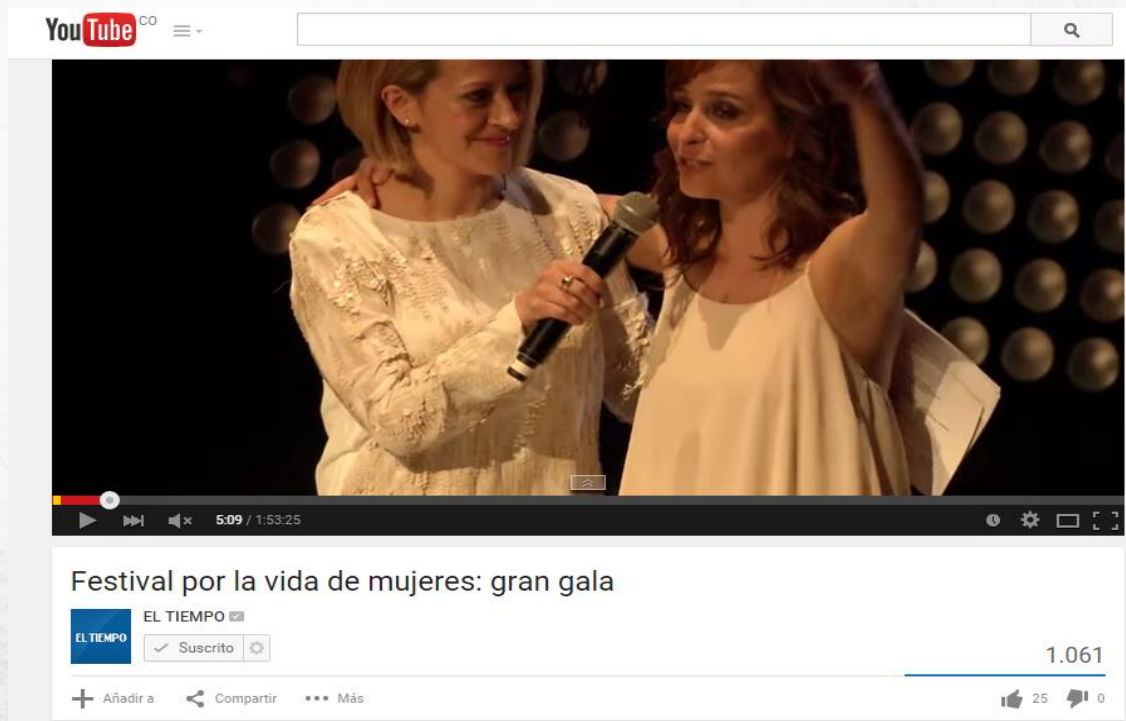 YouTube CO
5:09 / 1:53:25
Festival por la vida de mujeres: gran gala
EL TIEMPO
EL TIEMPO
Suscrito
1.061
Añadir a Compartir Más 25 0